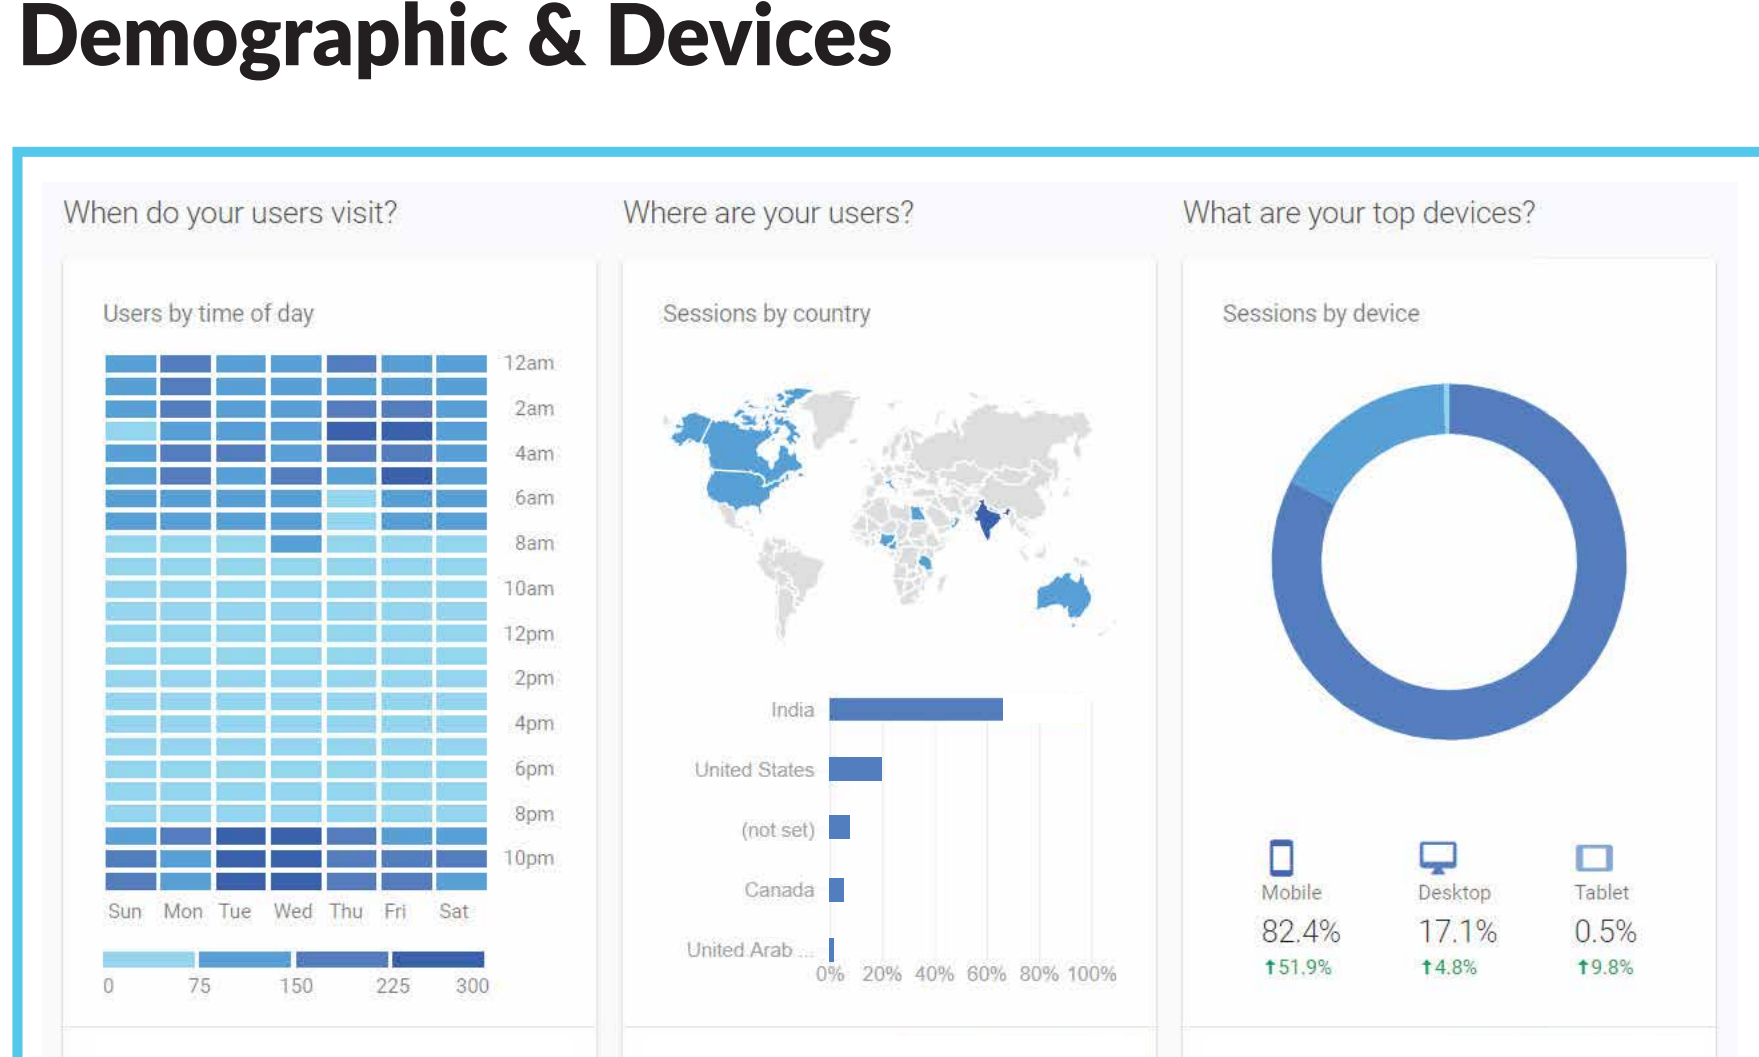 Demographic & Devices
When do your users visit?
Users by time of day
12am
2am
4am
6am
8am
10am
12pm
2pm
4pm
6pm
8pm
10pm
Sun Mon Tue Wed Thu Fri Sat
0 75 150 225 300
Where are your users?
Sessions by country
India
United States
(not set)
Canada
United Arab ...
0% 20% 40% 60% 80% 100%
What are your top devices?
Sessions by device
Mobile Desktop Tablet
82.4% 17.1% 0.5%
↑51.9% ↑4.8% ↑9.8%